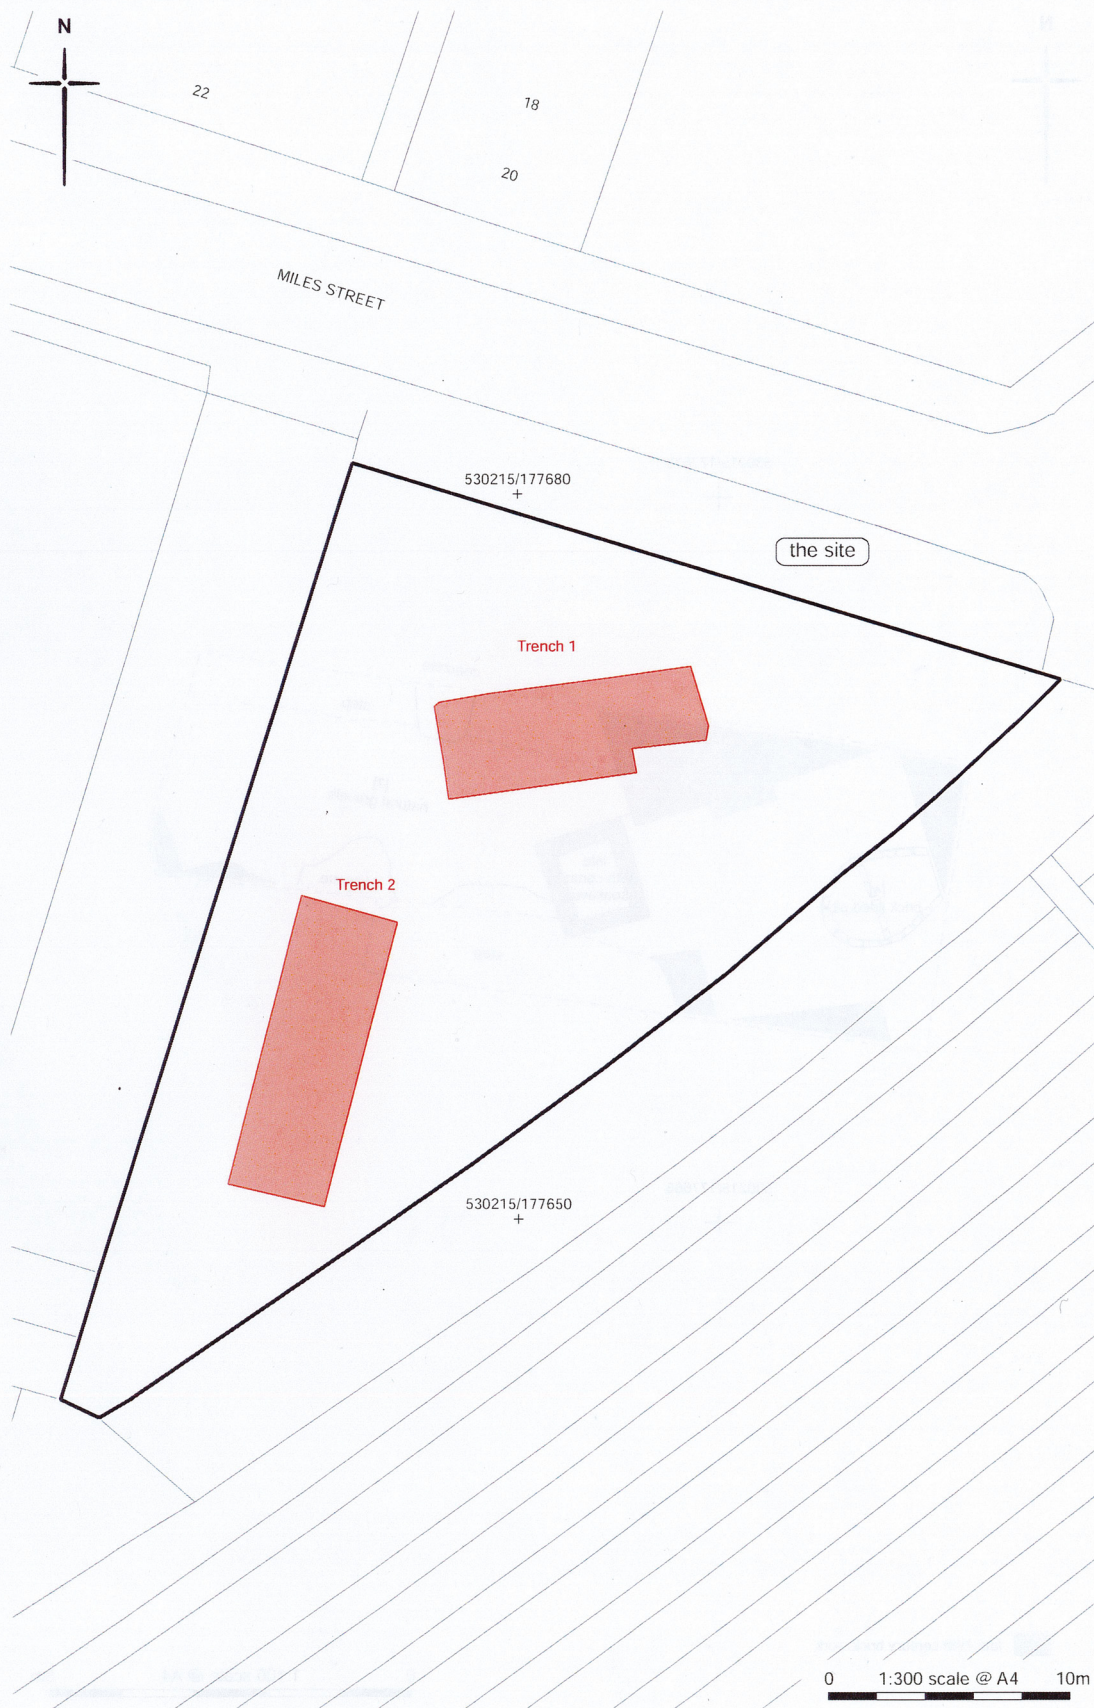 N
22
18
20
MILES STREET
530215/177680
the site
Trench 1
Trench 2
530215/177650
0 1:300 scale @ A4 10m